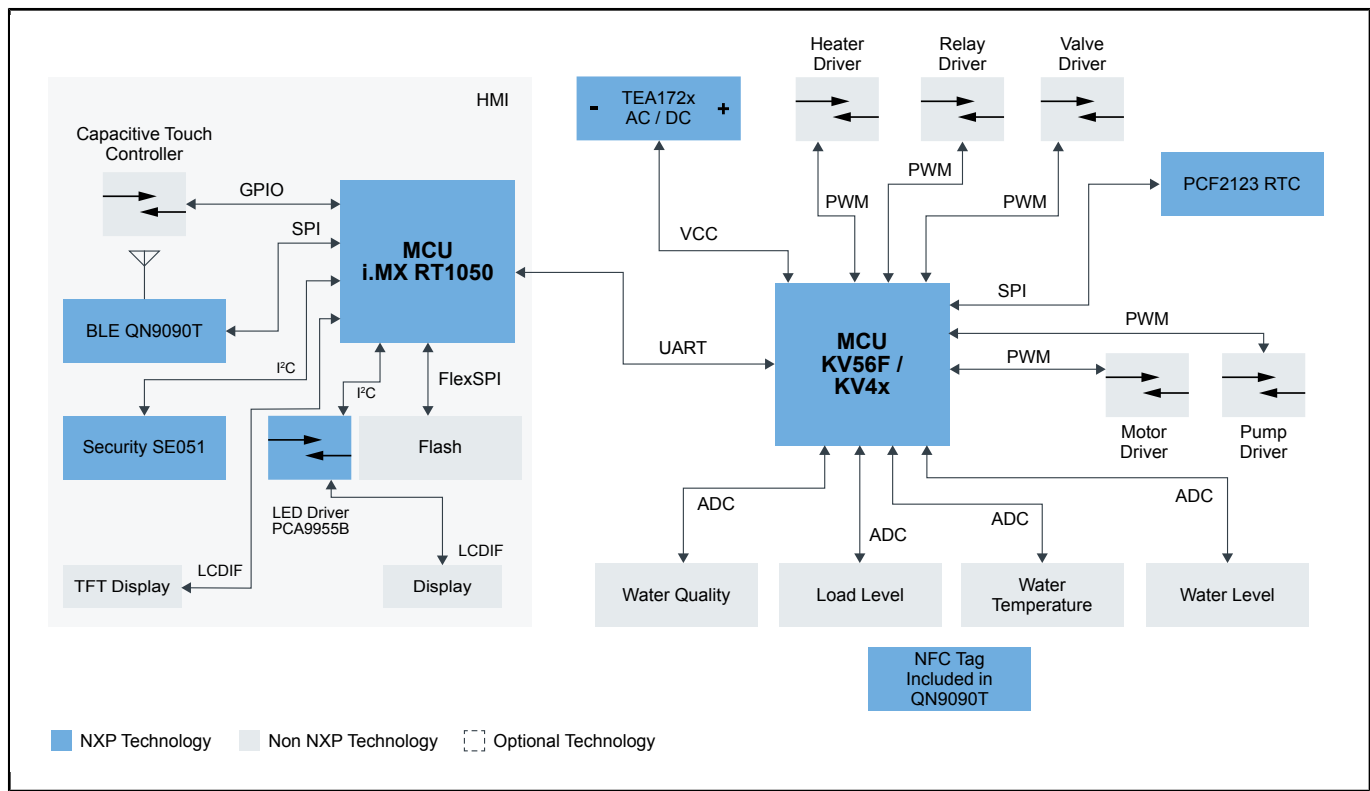 HMI
Capacitive Touch
Controller
GPIO
SPI
MCU
i.MX RT1050
BLE QN9090T
I²C
Security SE051
I²C
FlexSPI
Flash
LED Driver
PCA9955B
LCDIF
TFT Display
LCDIF
Display
UART
- TEA172x +
AC / DC
VCC
Heater
Driver
PWM
Relay
Driver
PWM
Valve
Driver
PWM
PCF2123 RTC
SPI
MCU
KV56F /
KV4x
PWM
PWM
Motor
Driver
Pump
Driver
ADC
ADC
ADC
ADC
Water Quality
Load Level
Water
Temperature
Water Level
NFC Tag
Included in
QN9090T
NXP Technology
Non NXP Technology
Optional Technology